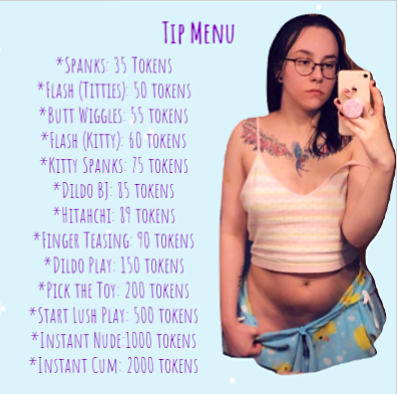 Tip Menu
*Spanks: 35 Tokens
*Flash (Titties): 50 tokens
*Butt Wiggles: 55 tokens
*Flash (Kitty): 60 tokens
*Kitty Spanks: 75 tokens
*Dildo BJ: 85 tokens
*Hitahchi: 89 tokens
*Finger Teasing: 90 tokens
*Dildo Play: 150 tokens
*Pick the Toy: 200 tokens
*Start Lush Play: 500 tokens
*Instant Nude:1000 tokens
*Instant Cum: 2000 tokens